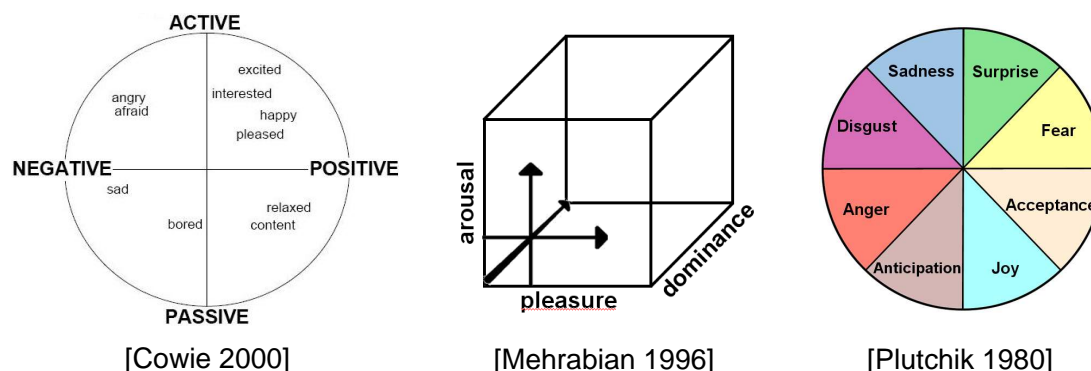 ACTIVE
excited
interested
angry
afraid
happy
pleased
NEGATIVE
POSITIVE
sad
bored
relaxed
content
PASSIVE
[Cowie 2000]
arousal
pleasure
dominance
[Mehrabian 1996]
Sadness
Surprise
Disgust
Fear
Anger
Acceptance
Anticipation
Joy
[Plutchik 1980]